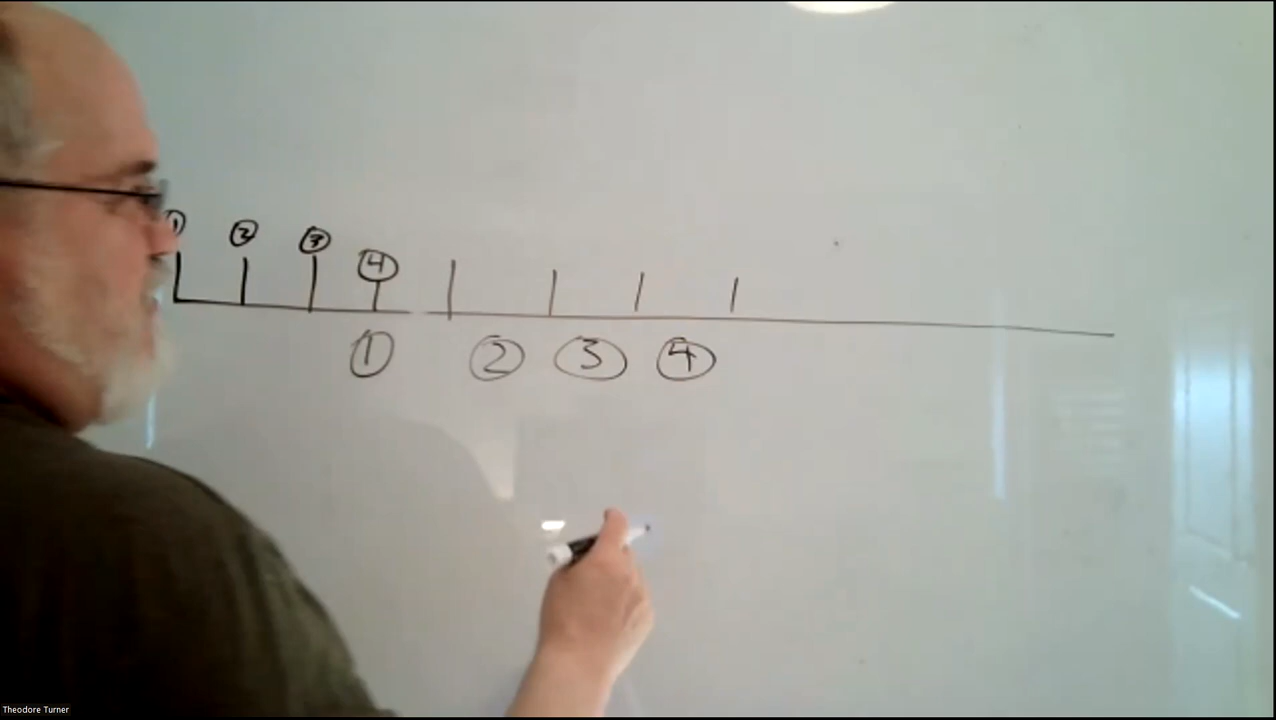 ① ② ③ ④
① ② ③ ④
Theodore Turner